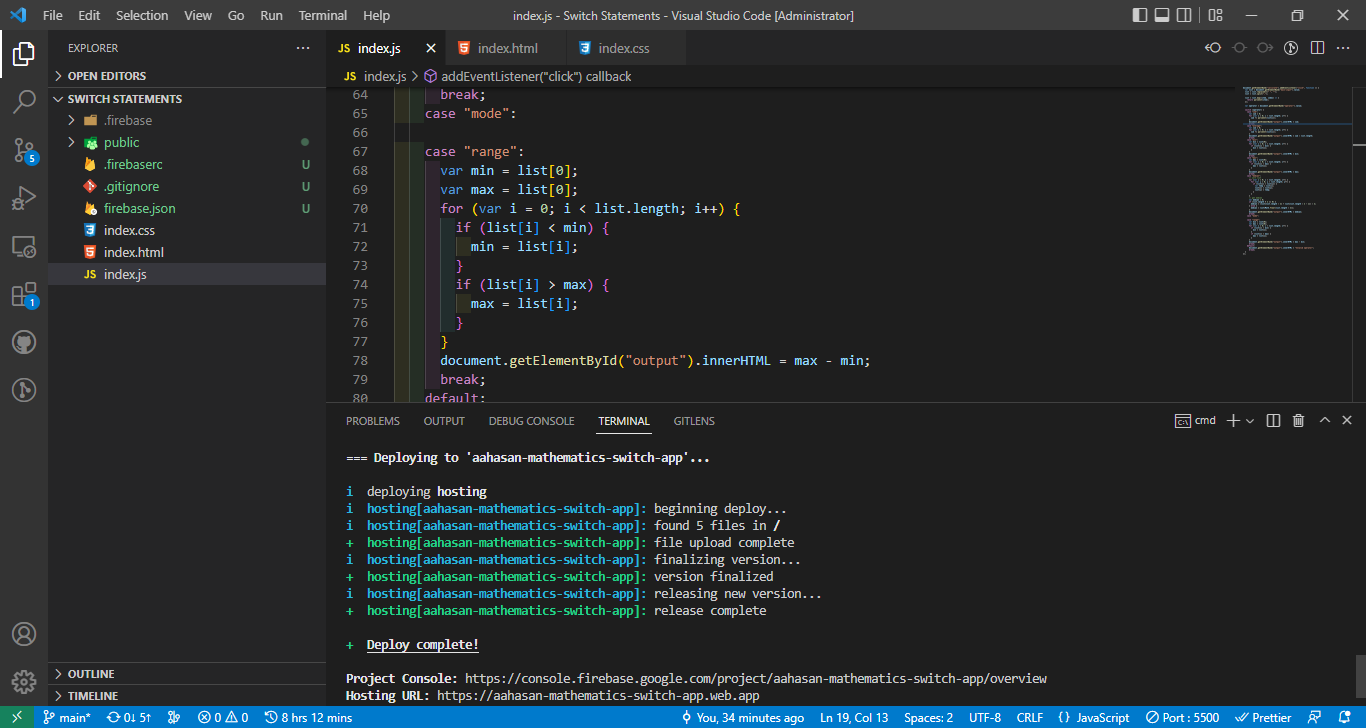 File Edit Selection View Go Run Terminal Help index.js - Switch Statements - Visual Studio Code [Administrator]
EXPLORER
OPEN EDITORS
SWITCH STATEMENTS
.firebase
public
.firebaserc U
.gitignore U
firebase.json U
index.css
index.html
JS index.js
OUTLINE
TIMELINE
5
1
JS index.js index.html index.css
JS index.js > addEventListener("click") callback
64 break;
65 case "mode":
66
67 case "range":
68 var min = list[0];
69 var max = list[0];
70 for (var i = 0; i < list.length; i++) {
71 if (list[i] < min) {
72 min = list[i];
73 }
74 if (list[i] > max) {
75 max = list[i];
76 }
77 }
78 document.getElementById("output").innerHTML = max - min;
79 break;
80 default:
PROBLEMS OUTPUT DEBUG CONSOLE TERMINAL GITLENS cmd
=== Deploying to 'aahasan-mathematics-switch-app'...
i deploying hosting
i hosting[aahasan-mathematics-switch-app]: beginning deploy...
i hosting[aahasan-mathematics-switch-app]: found 5 files in /
+ hosting[aahasan-mathematics-switch-app]: file upload complete
i hosting[aahasan-mathematics-switch-app]: finalizing version...
+ hosting[aahasan-mathematics-switch-app]: version finalized
i hosting[aahasan-mathematics-switch-app]: releasing new version...
+ hosting[aahasan-mathematics-switch-app]: release complete
+ Deploy complete!
Project Console: https://console.firebase.google.com/project/aahasan-mathematics-switch-app/overview
Hosting URL: https://aahasan-mathematics-switch-app.web.app
main* 0↓ 5↑ 0 0 8 hrs 12 mins You, 34 minutes ago Ln 19, Col 13 Spaces: 2 UTF-8 CRLF {} JavaScript Port : 5500 Prettier